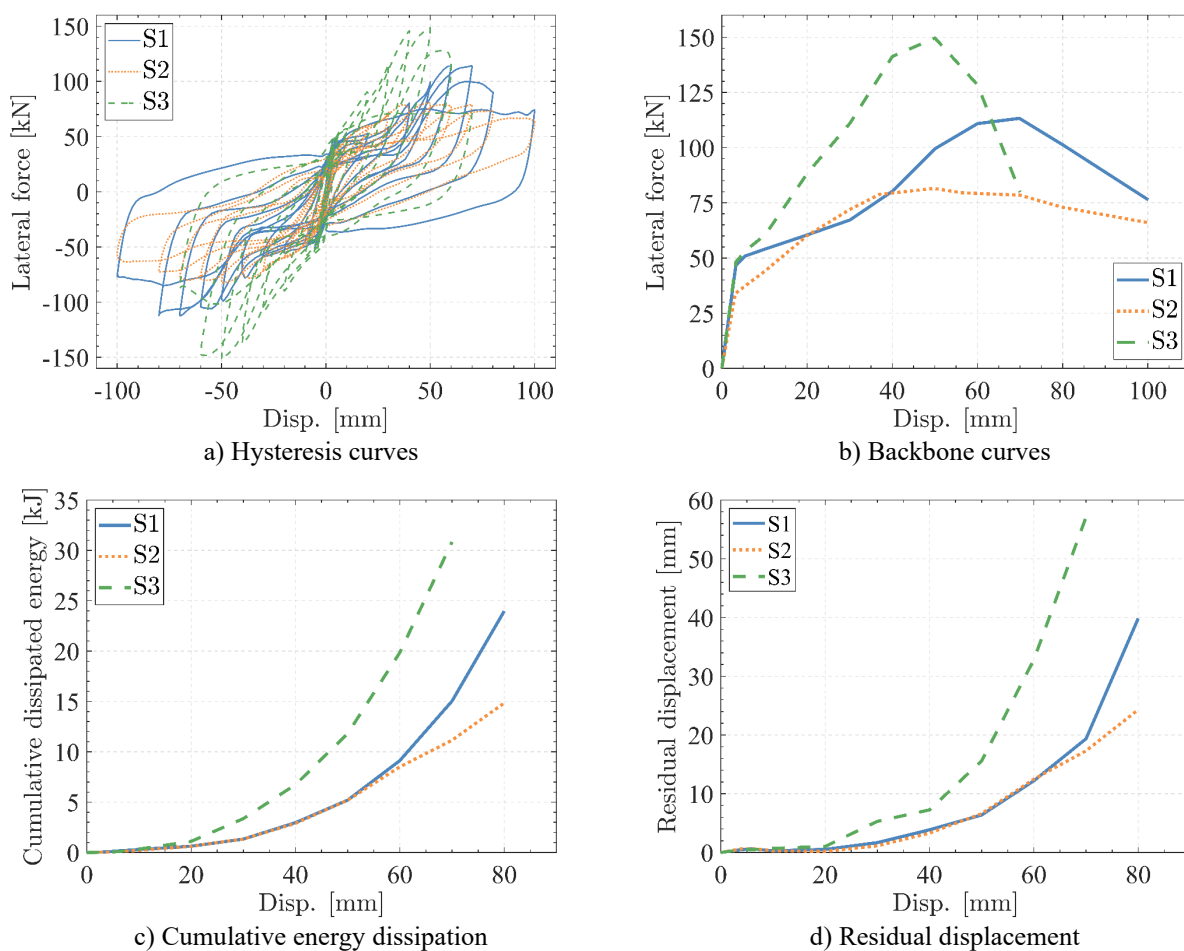 S1
S2
S3
150
100
50
0
-50
-100
-150
Lateral force [kN]
-100
-50
0
50
100
Disp. [mm]
a) Hysteresis curves
150
125
100
75
50
25
0
Lateral force [kN]
S1
S2
S3
0
20
40
60
80
100
Disp. [mm]
b) Backbone curves
35
30
25
20
15
10
5
0
Cumulative dissipated energy [kJ]
S1
S2
S3
0
20
40
60
80
Disp. [mm]
c) Cumulative energy dissipation
60
50
40
30
20
10
0
Residual displacement [mm]
S1
S2
S3
0
20
40
60
80
Disp. [mm]
d) Residual displacement